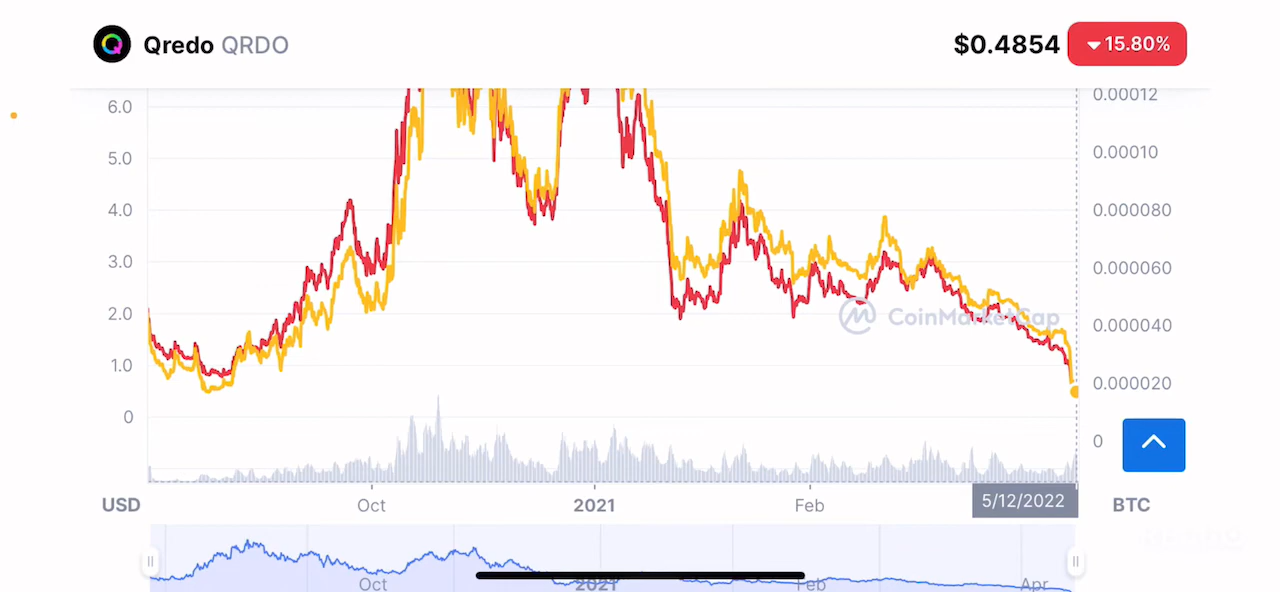 Qredo QRDO $0.4854 15.80%
6.0 0.00012
5.0 0.00010
4.0 0.000080
3.0 0.000060
2.0 CoinMarketCap 0.000040
1.0 0.000020
0 0
USD Oct 2021 Feb 5/12/2022 BTC
Oct 2021 Feb Apr